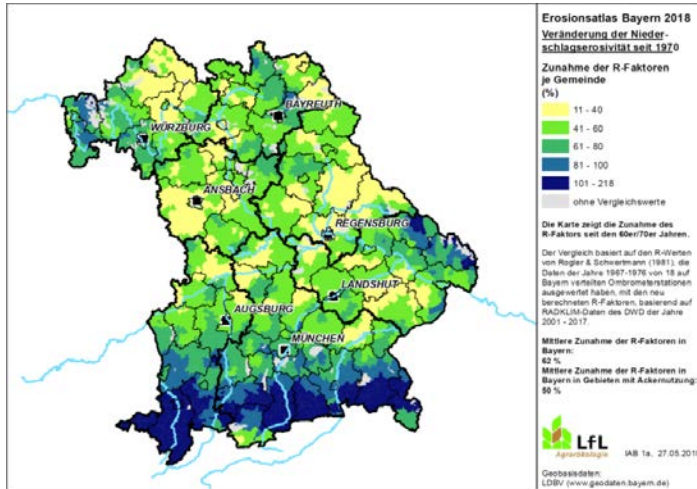 Erosionsatlas Bayern 2018
Veränderung der Nieder-
schlagserosivität seit 1970
Zunahme der R-Faktoren
je Gemeinde
(%)
11 - 40
41 - 60
61 - 80
81 - 100
101 - 218
ohne Vergleichswerte
Die Karte zeigt die Zunahme des
R-Faktors seit den 60er/70er Jahren.
Der Vergleich basiert auf den R-Werten
von Rogler & Schwertmann (1981), die
Daten der Jahre 1967-1976 von 18 auf
Bayern verteilten Ombrometerstationen
ausgewertet haben, mit den neu
berechneten R-Faktoren, basierend auf
RADKLIM-Daten des DWD der Jahre
2001 - 2017.
Mittlere Zunahme der R-Faktoren in
Bayern:
62 %
Mittlere Zunahme der R-Faktoren in
Bayern in Gebieten mit Ackernutzung:
50 %
LfL
Agrarökologie
IAB 1a, 27.05.201
Geobasisdaten:
LDBV (www.geodaten.bayern.de)
BAYREUTH
WÜRZBURG
ANSBACH
REGENSBURG
LANDSHUT
AUGSBURG
MÜNCHEN